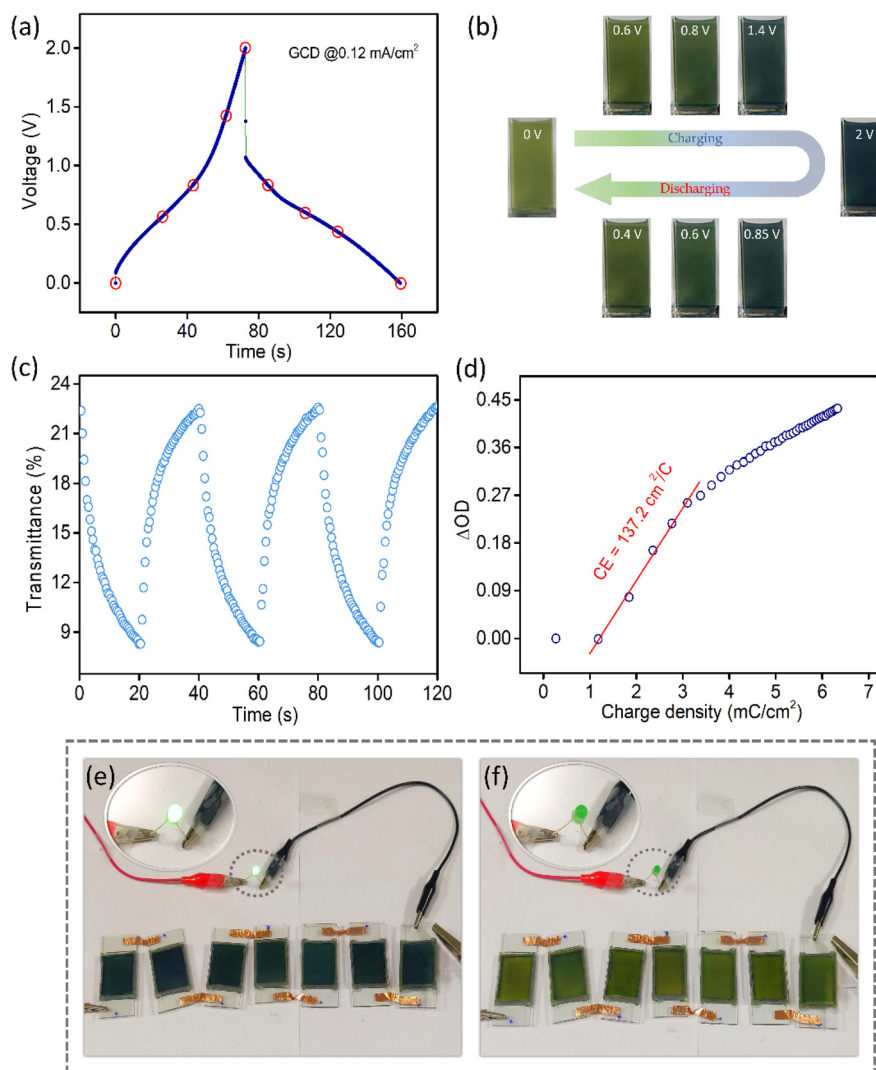 (a)
GCD @0.12 mA/cm²
2.0
1.5
1.0
0.5
0.0
Voltage (V)
0 40 80 120 160
Time (s)
(b)
0.6 V 0.8 V 1.4 V
0 V
Charging
2 V
Discharging
0.4 V 0.6 V 0.85 V
(c)
24
21
18
15
12
9
Transmittance (%)
0 20 40 60 80 100 120
Time (s)
(d)
0.45
0.36
0.27
0.18
0.09
0.00
ΔOD
CE = 137.2 cm²/C
0 1 2 3 4 5 6 7
Charge density (mC/cm²)
(e)
(f)